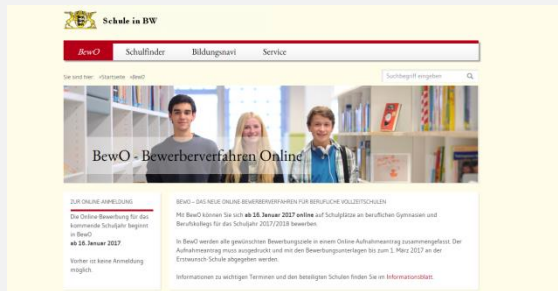 Schule in BW
BewO Schulfinder Bildungsnavi Service
Sie sind hier: »Startseite »BewO
Suchbegriff eingeben
BewO - Bewerberverfahren Online
ZUR ONLINE-ANMELDUNG
Die Online-Bewerbung für das
kommende Schuljahr beginnt
in BewO
ab 16. Januar 2017.
Vorher ist keine Anmeldung
möglich.
BEWO – DAS NEUE ONLINE-BEWERBERVERFAHREN FÜR BERUFLICHE VOLLZEITSCHULEN
Mit BewO können Sie sich ab 16. Januar 2017 online auf Schulplätze an beruflichen Gymnasien und
Berufskollegs für das Schuljahr 2017/2018 bewerben.
In BewO werden alle gewünschten Bewerbungsziele in einem Online-Aufnahmeantrag zusammengefasst. Der
Aufnahmeantrag muss ausgedruckt und mit den Bewerbungsunterlagen bis zum 1. März 2017 an der
Erstwunsch-Schule abgegeben werden.
Informationen zu wichtigen Terminen und den beteiligten Schulen finden Sie im Informationsblatt.